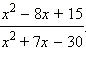 x² − 8x + 15
x² + 7x − 30.